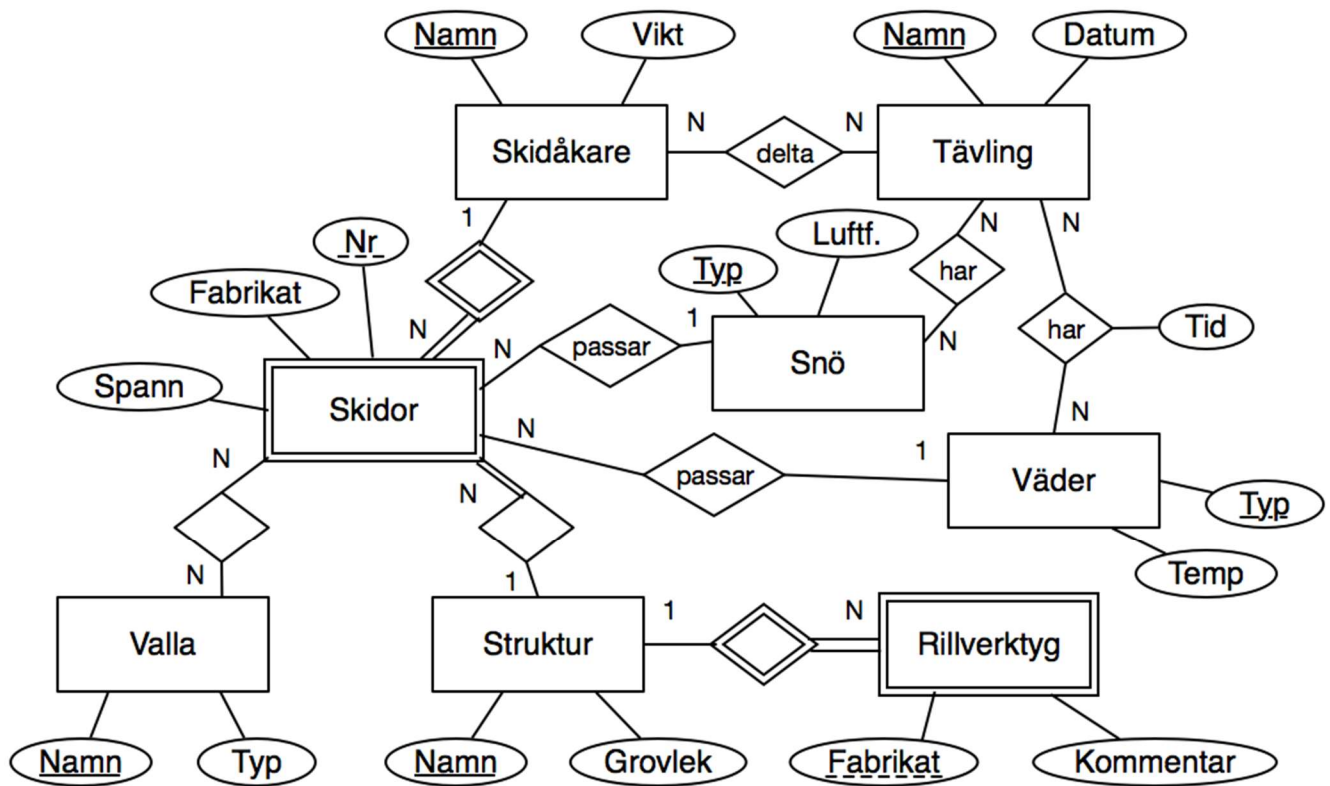 Namn
Vikt
Namn
Datum
Skidåkare
N
delta
N
Tävling
1
N
N
Nr
Luftf.
Typ
har
Fabrikat
N
N
passar
1
Snö
N
har
Tid
Spann
Skidor
N
N
N
N
passar
1
Väder
Typ
Temp
N
1
1
N
Valla
Struktur
Rillverktyg
Namn
Typ
Namn
Grovlek
Fabrikat
Kommentar